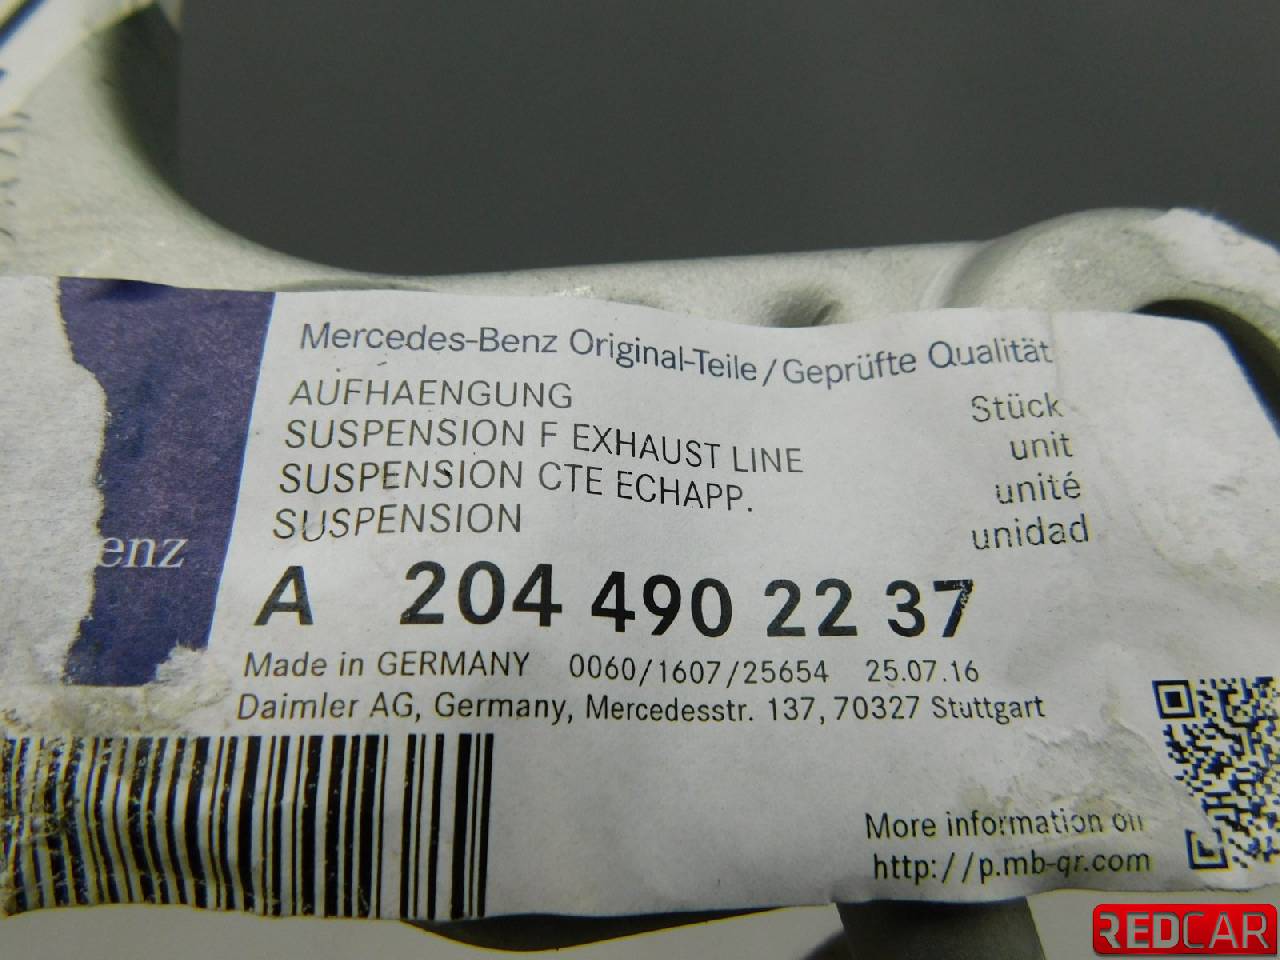 Mercedes-Benz Original-Teile/Geprüfte Qualität
AUFHAENGUNG Stück
SUSPENSION F EXHAUST LINE unit
SUSPENSION CTE ECHAPP. unité
SUSPENSION unidad
enz
A 204 490 22 37
Made in GERMANY 0060/1607/25654 25.07.16
Daimler AG, Germany, Mercedesstr. 137, 70327 Stuttgart
More information on
http://p.mb-qr.com
REDCAR